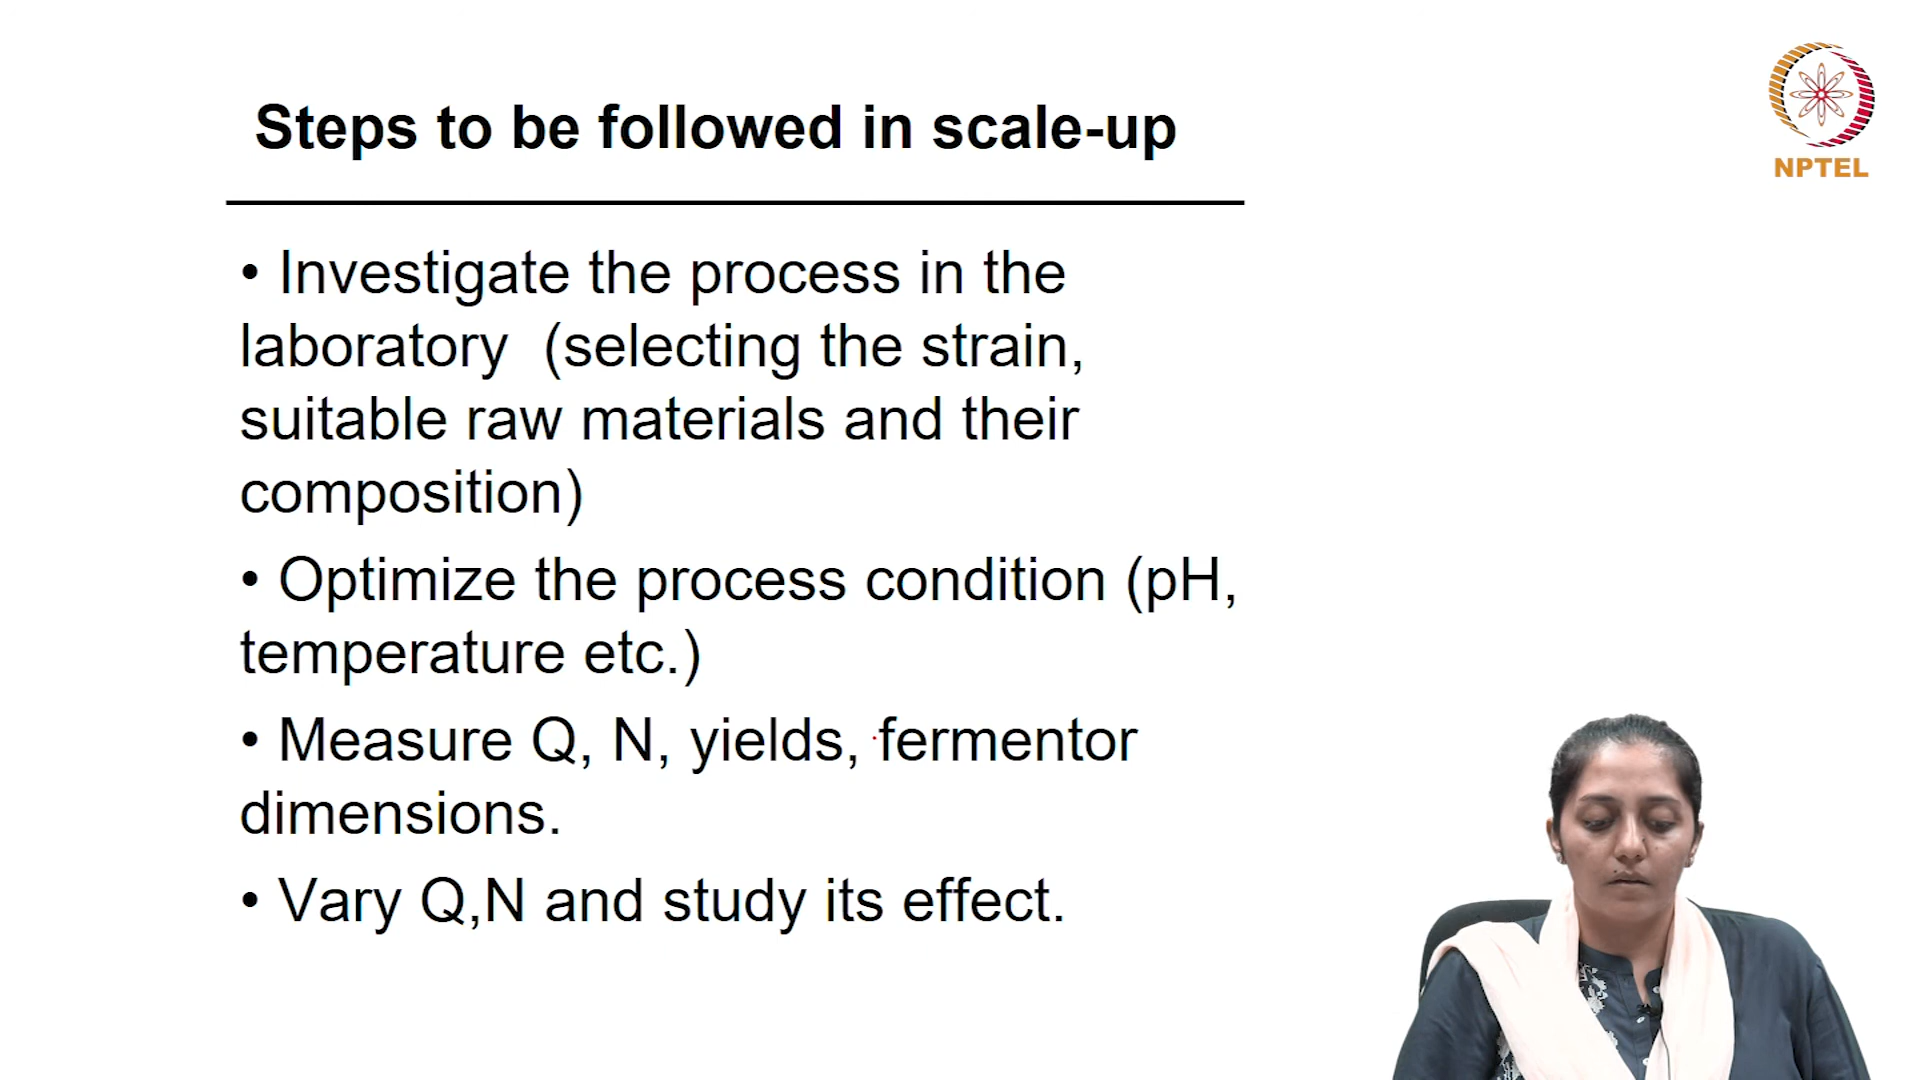 Steps to be followed in scale-up
NPTEL
• Investigate the process in the
laboratory (selecting the strain,
suitable raw materials and their
composition)
• Optimize the process condition (pH,
temperature etc.)
• Measure Q, N, yields, fermentor
dimensions.
• Vary Q,N and study its effect.